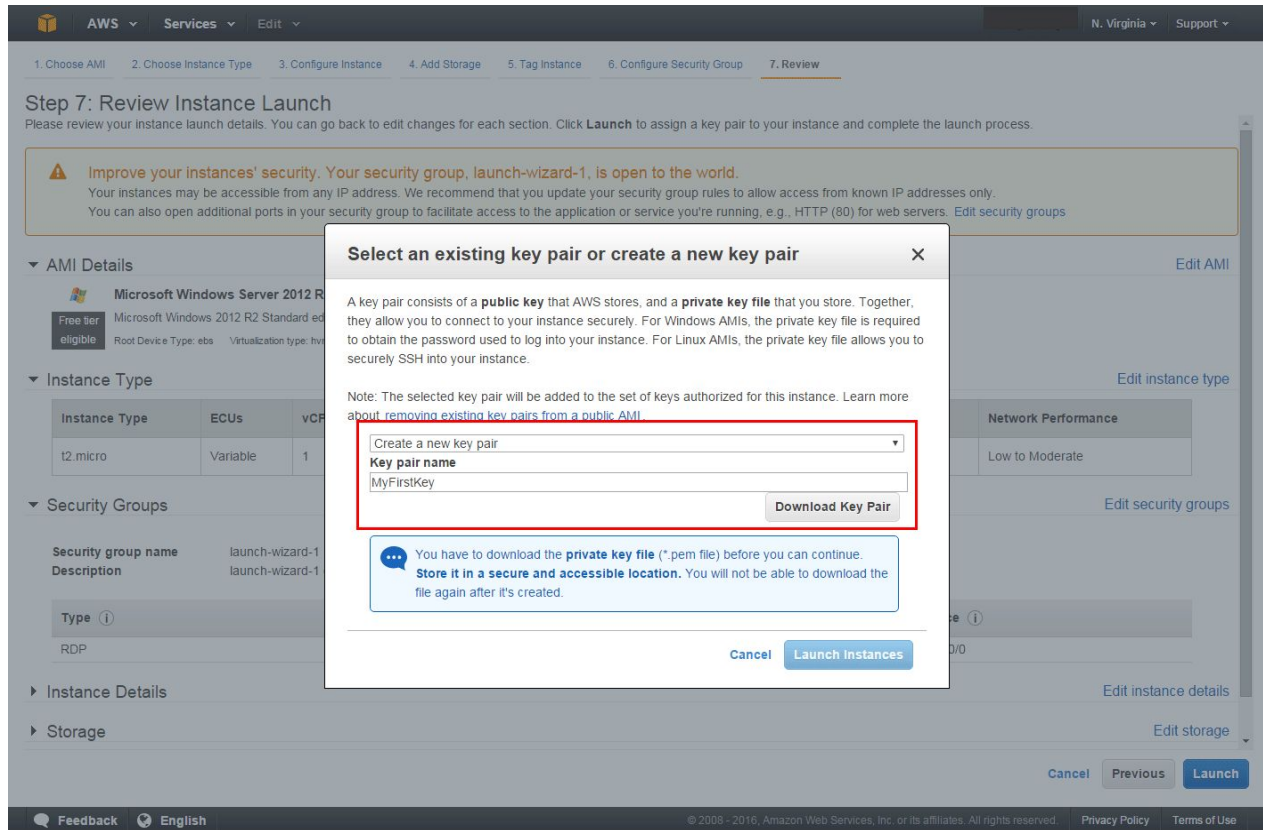 AWS Services Edit N. Virginia Support
1. Choose AMI 2. Choose Instance Type 3. Configure Instance 4. Add Storage 5. Tag Instance 6. Configure Security Group 7. Review
Step 7: Review Instance Launch
Please review your instance launch details. You can go back to edit changes for each section. Click Launch to assign a key pair to your instance and complete the launch process.
Improve your instances' security. Your security group, launch-wizard-1, is open to the world.
Your instances may be accessible from any IP address. We recommend that you update your security group rules to allow access from known IP addresses only.
You can also open additional ports in your security group to facilitate access to the application or service you're running, e.g., HTTP (80) for web servers. Edit security groups
AMI Details Edit AMI
Microsoft Windows Server 2012 R
Free tier eligible
Microsoft Windows 2012 R2 Standard ed
Root Device Type: ebs Virtualization type: hv
Instance Type Edit instance type
Instance Type ECUs vCP Network Performance
t2.micro Variable 1 Low to Moderate
Security Groups Edit security groups
Security group name launch-wizard-1
Description launch-wizard-1
Type
RDP 0/0
Instance Details Edit instance details
Storage Edit storage
Select an existing key pair or create a new key pair
A key pair consists of a public key that AWS stores, and a private key file that you store. Together,
they allow you to connect to your instance securely. For Windows AMIs, the private key file is required
to obtain the password used to log into your instance. For Linux AMIs, the private key file allows you to
securely SSH into your instance.
Note: The selected key pair will be added to the set of keys authorized for this instance. Learn more
about removing existing key pairs from a public AMI.
Create a new key pair
Key pair name
MyFirstKey
Download Key Pair
You have to download the private key file (*.pem file) before you can continue.
Store it in a secure and accessible location. You will not be able to download the
file again after it's created.
Cancel Launch Instances
Cancel Previous Launch
Feedback English © 2008 - 2016, Amazon Web Services, Inc. or its affiliates. All rights reserved. Privacy Policy Terms of Use